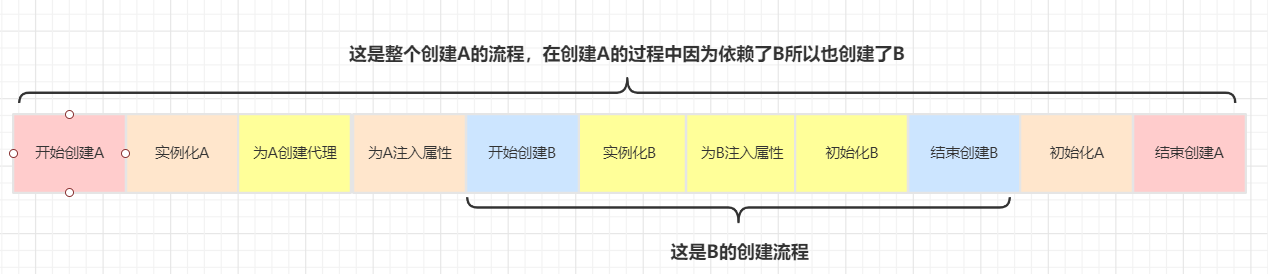 这是整个创建A的流程，在创建A的过程中因为依赖了B所以也创建了B
开始创建A
实例化A
为A创建代理
为A注入属性
开始创建B
实例化B
为B注入属性
初始化B
结束创建B
初始化A
结束创建A
这是B的创建流程